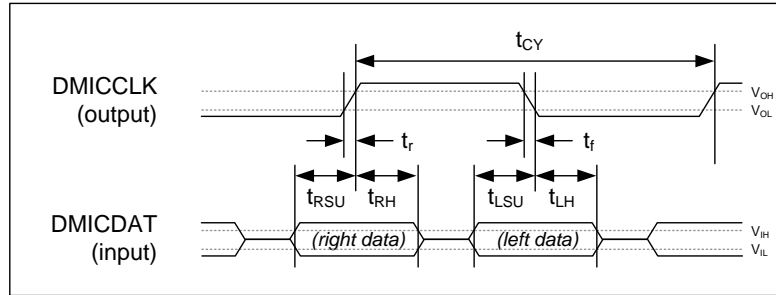 t_CY
DMICCLK
(output)
V_OH
V_OL
t_r
t_f
t_RSU
t_RH
t_LSU
t_LH
DMICDAT
(input)
(right data)
(left data)
V_IH
V_IL